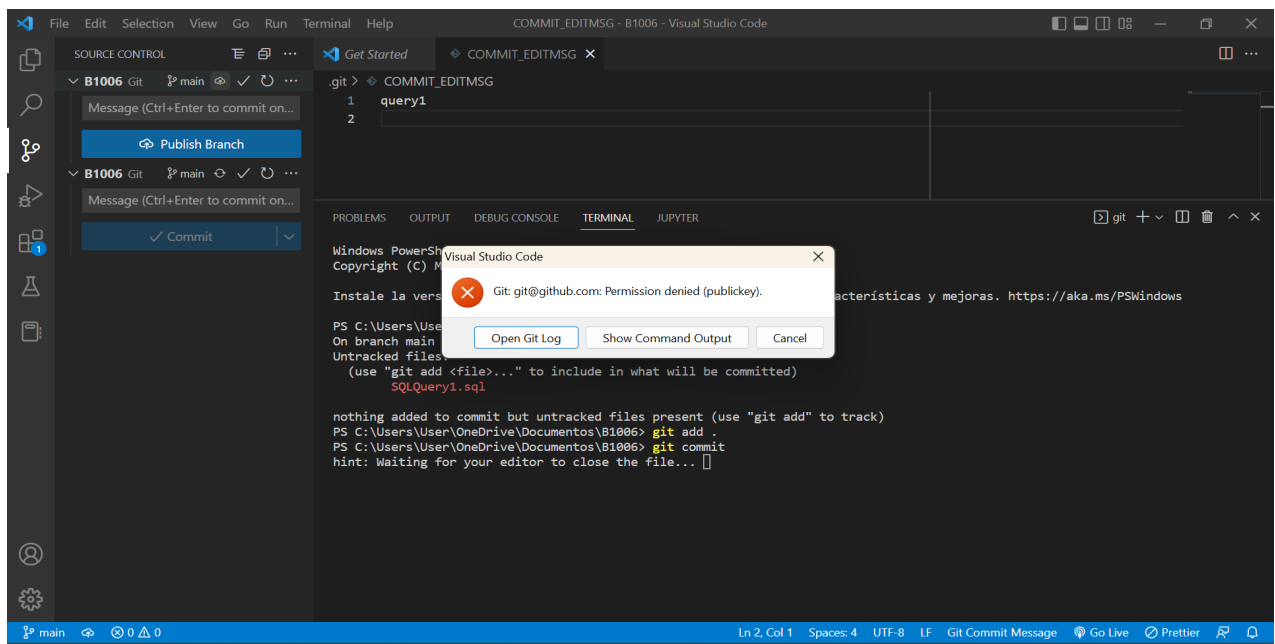 File Edit Selection View Go Run Terminal Help COMMIT_EDITMSG - B1006 - Visual Studio Code
SOURCE CONTROL
Get Started
COMMIT_EDITMSG
B1006 Git main
.git > COMMIT_EDITMSG
Message (Ctrl+Enter to commit on...
1 query1
2
Publish Branch
B1006 Git main
Message (Ctrl+Enter to commit on...
Commit
PROBLEMS OUTPUT DEBUG CONSOLE TERMINAL JUPYTER
git
1
Windows PowerSh
Copyright (C) M
Instale la vers acterísticas y mejoras. https://aka.ms/PSWindows
Visual Studio Code
Git: git@github.com: Permission denied (publickey).
Open Git Log Show Command Output Cancel
PS C:\Users\Use
On branch main
Untracked files:
(use "git add <file>..." to include in what will be committed)
SQLQuery1.sql
nothing added to commit but untracked files present (use "git add" to track)
PS C:\Users\User\OneDrive\Documentos\B1006> git add .
PS C:\Users\User\OneDrive\Documentos\B1006> git commit
hint: Waiting for your editor to close the file...
main 0 0 Ln 2, Col 1 Spaces: 4 UTF-8 LF Git Commit Message Go Live Prettier